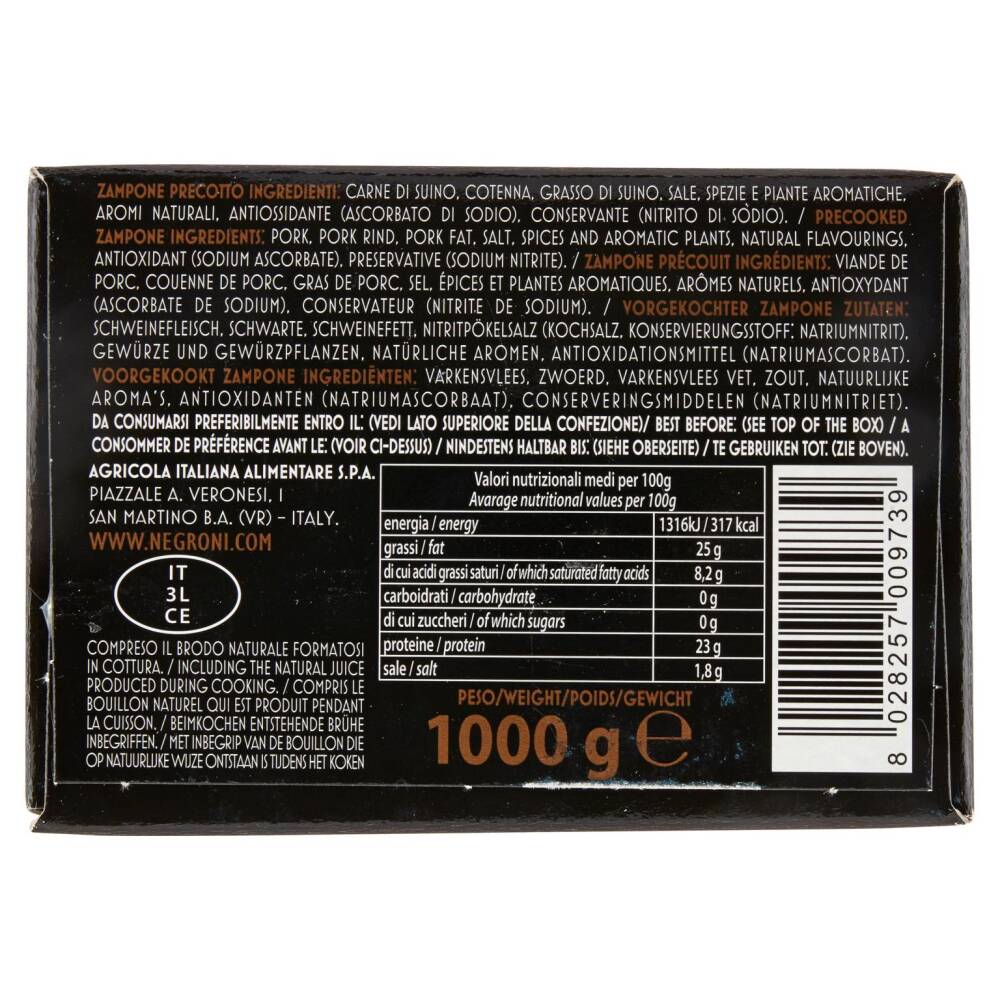 ZAMPONE PRECOTTO INGREDIENTI: CARNE DI SUINO, COTENNA, GRASSO DI SUINO, SALE, SPEZIE E PIANTE AROMATICHE,
AROMI NATURALI, ANTIOSSIDANTE (ASCORBATO DI SODIO), CONSERVANTE (NITRITO DI SODIO). / PRECOOKED
ZAMPONE INGREDIENTS: PORK, PORK RIND, PORK FAT, SALT, SPICES AND AROMATIC PLANTS, NATURAL FLAVOURINGS,
ANTIOXIDANT (SODIUM ASCORBATE), PRESERVATIVE (SODIUM NITRITE). / ZAMPONE PRÉCOUIT INGRÉDIENTS: VIANDE DE
PORC, COUENNE DE PORC, GRAS DE PORC, SEL, ÉPICES ET PLANTES AROMATIQUES, ARÔMES NATURELS, ANTIOXYDANT
(ASCORBATE DE SODIUM), CONSERVATEUR (NITRITE DE SODIUM). / VORGEKOCHTER ZAMPONE ZUTATEN:
SCHWEINEFLEISCH, SCHWARTE, SCHWEINEFETT, NITRITPÖKELSALZ (KOCHSALZ, KONSERVIERUNGSSTOFF: NATRIUMNITRIT),
GEWÜRZE UND GEWÜRZPFLANZEN, NATÜRLICHE AROMEN, ANTIOXIDATIONSMITTEL (NATRIUMASCORBAT).
VOORGEKOOKT ZAMPONE INGREDIËNTEN: VARKENSVLEES, ZWOERD, VARKENSVLEES VET, ZOUT, NATUURLIJKE
AROMA'S, ANTIOXIDANTEN (NATRIUMASCORBAAT), CONSERVERINGSMIDDELEN (NATRIUMNITRIET).
DA CONSUMARSI PREFERIBILMENTE ENTRO IL: (VEDI LATO SUPERIORE DELLA CONFEZIONE)/ BEST BEFORE: (SEE TOP OF THE BOX) / A
CONSOMMER DE PRÉFÉRENCE AVANT LE: (VOIR CI-DESSUS) / NINDESTENS HALTBAR BIS: (SIEHE OBERSEITE) / TE GEBRUIKEN TOT: (ZIE BOVEN).
AGRICOLA ITALIANA ALIMENTARE S.P.A.
PIAZZALE A. VERONESI, 1
SAN MARTINO B.A. (VR) - ITALY.
WWW.NEGRONI.COM
IT
3L
CE
COMPRESO IL BRODO NATURALE FORMATOSI
IN COTTURA. / INCLUDING THE NATURAL JUICE
PRODUCED DURING COOKING. / COMPRIS LE
BOUILLON NATUREL QUI EST PRODUIT PENDANT
LA CUISSON. / BEIMKOCHEN ENTSTEHENDE BRÜHE
INBEGRIFFEN. / MET INBEGRIP VAN DE BOUILLON DIE
OP NATUURLIJKE WIJZE ONTSTAAN IS TIJDENS HET KOKEN
Valori nutrizionali medi per 100g
Avarage nutritional values per 100g
energia / energy 1316kJ / 317 kcal
grassi / fat 25 g
di cui acidi grassi saturi / of which saturated fatty acids 8,2 g
carboidrati / carbohydrate 0 g
di cui zuccheri / of which sugars 0 g
proteine / protein 23 g
sale / salt 1,8 g
PESO/WEIGHT/POIDS/GEWICHT
1000 g ℮
8 028257 009739